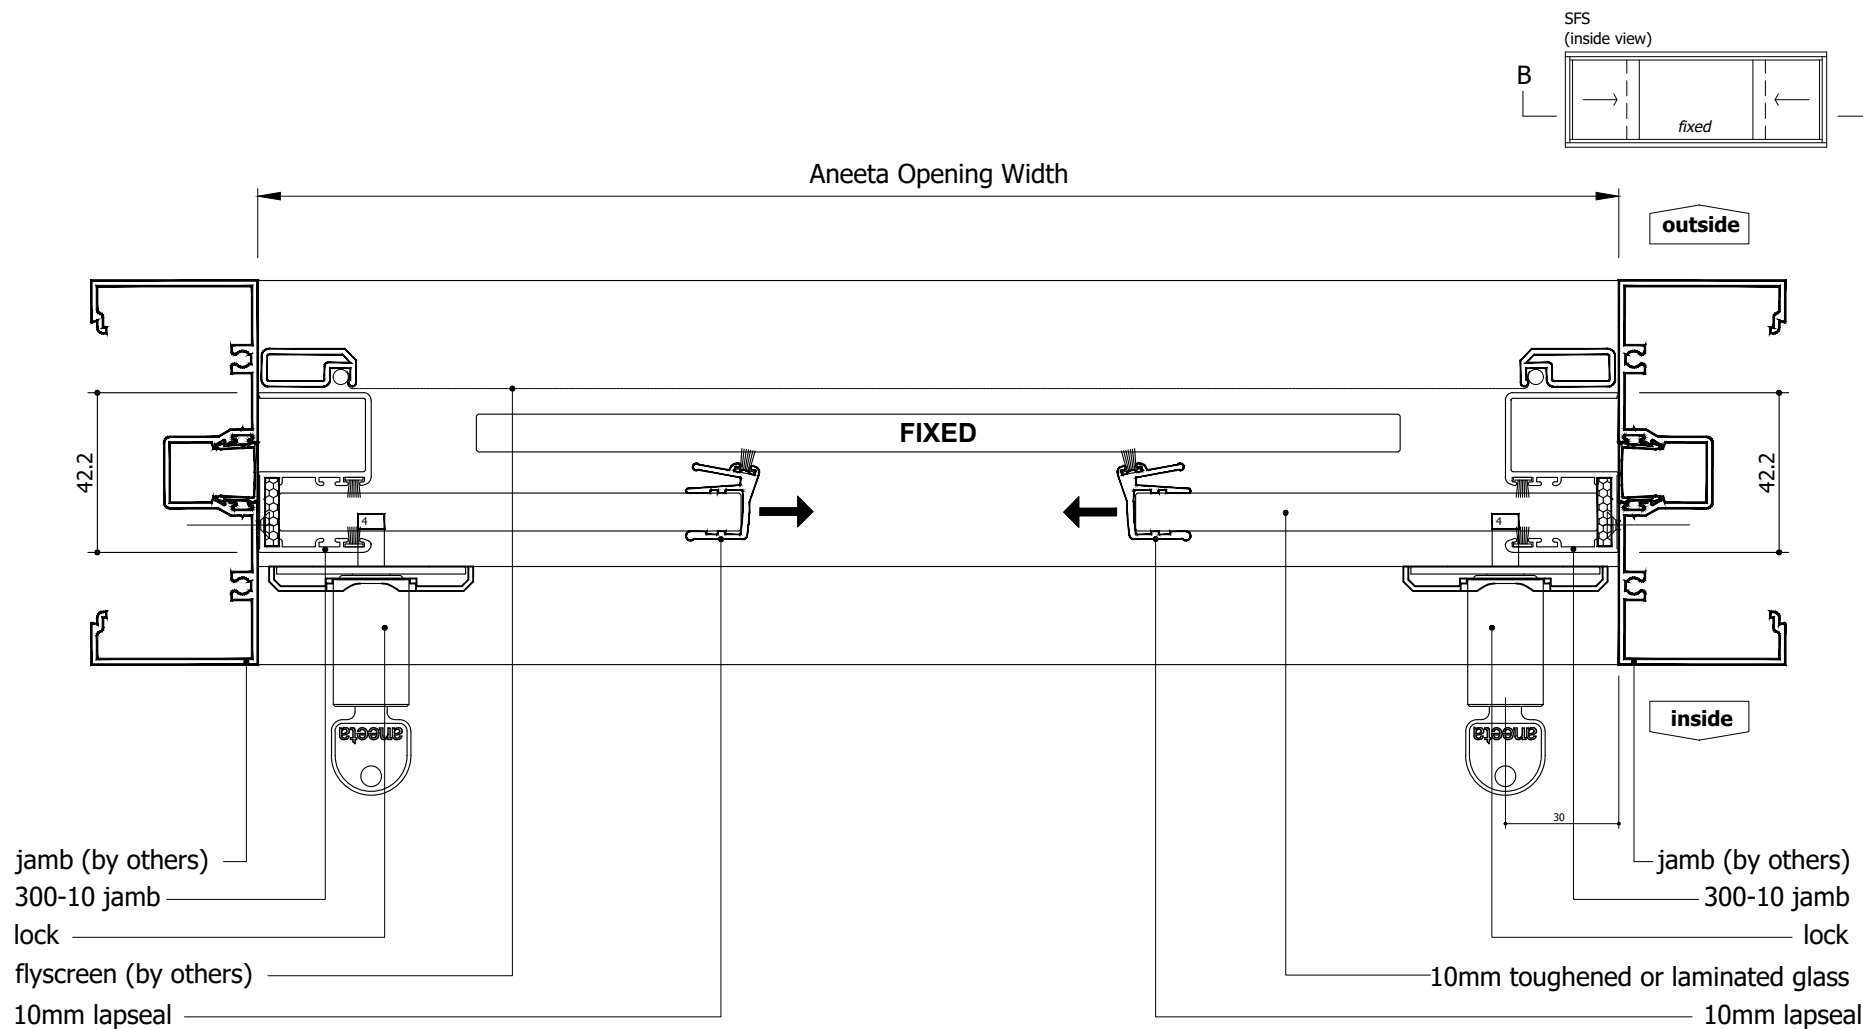 SFS
(inside view)
B
fixed
Aneeta Opening Width
outside
FIXED
42.2
42.2
4
4
inside
aneeta
aneeta
30
jamb (by others)
jamb (by others)
300-10 jamb
300-10 jamb
lock
lock
flyscreen (by others)
10mm toughened or laminated glass
10mm lapseal
10mm lapseal